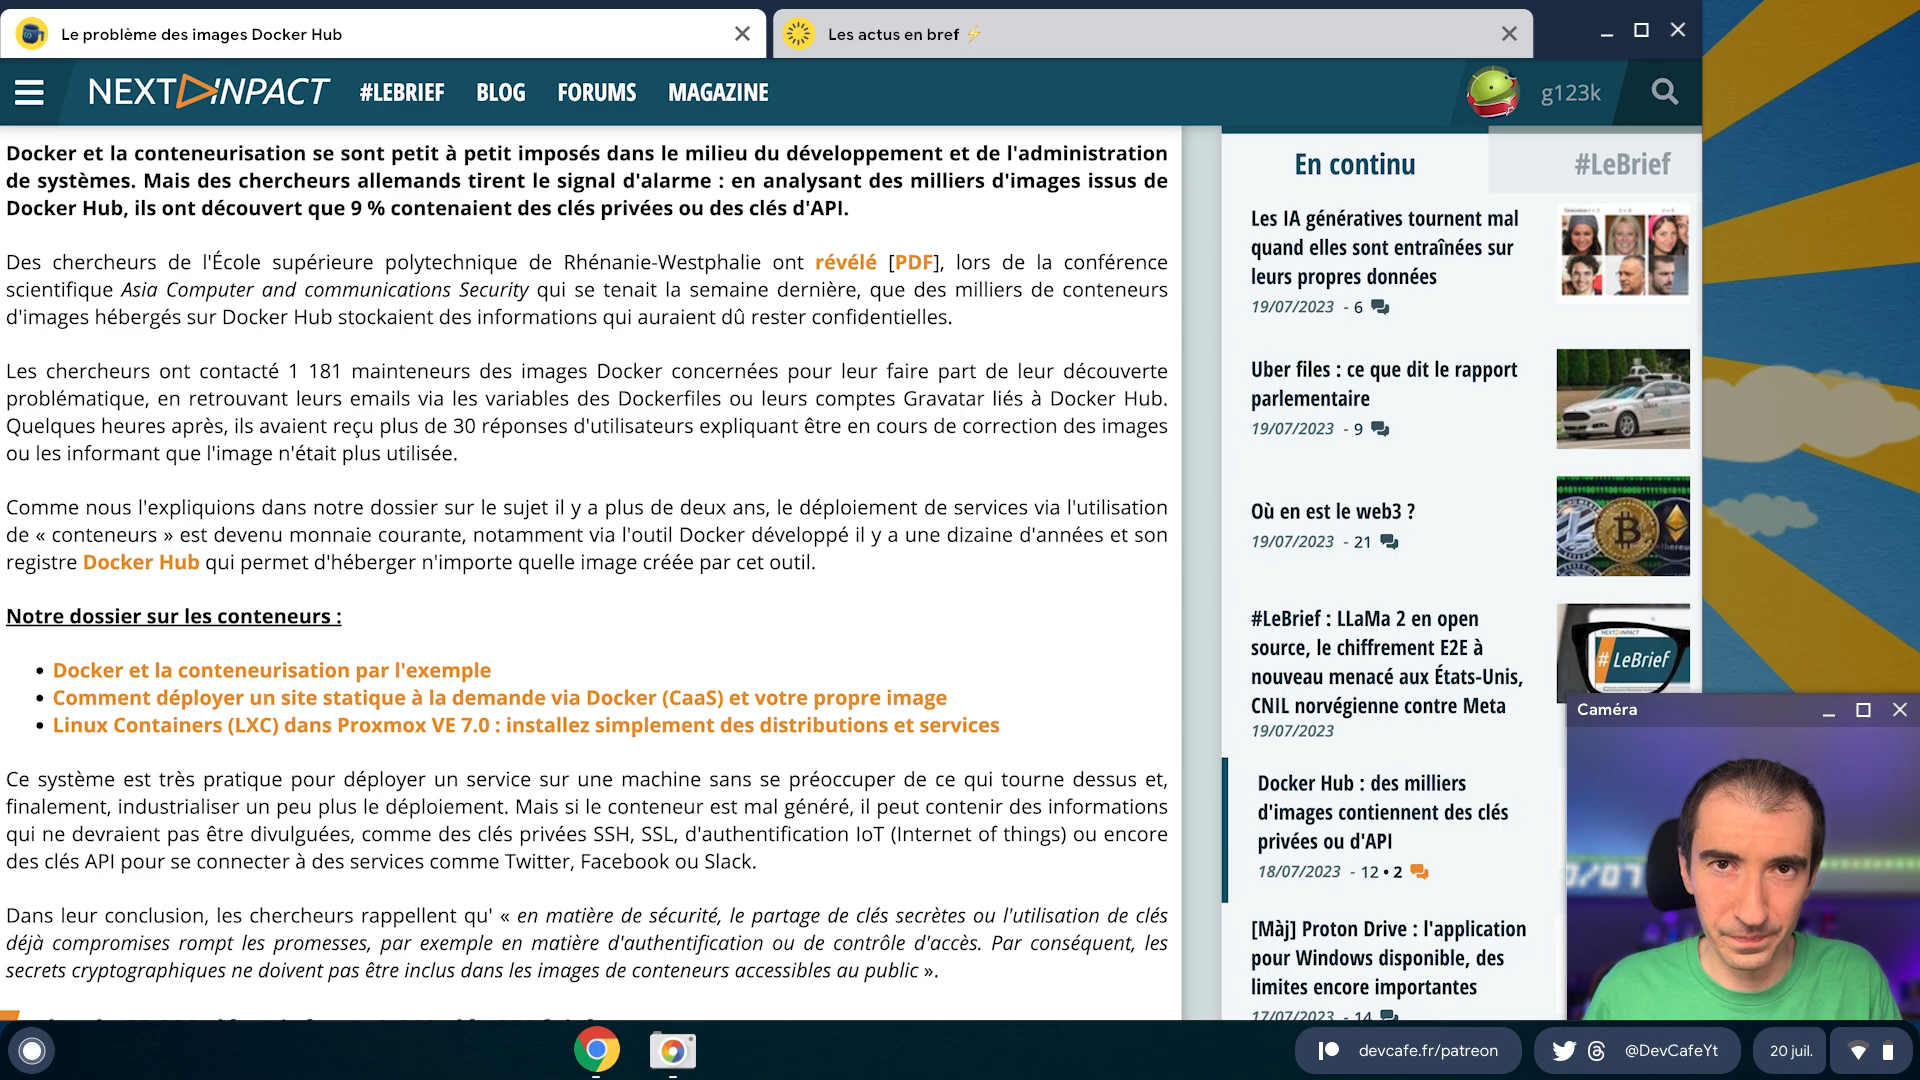 Le problème des images Docker Hub
Les actus en bref ⚡
NEXT INPACT
#LEBRIEF
BLOG
FORUMS
MAGAZINE
g123k
Docker et la conteneurisation se sont petit à petit imposés dans le milieu du développement et de l'administration
de systèmes. Mais des chercheurs allemands tirent le signal d'alarme : en analysant des milliers d'images issus de
Docker Hub, ils ont découvert que 9 % contenaient des clés privées ou des clés d'API.
Des chercheurs de l'École supérieure polytechnique de Rhénanie-Westphalie ont révélé [PDF], lors de la conférence
scientifique Asia Computer and communications Security qui se tenait la semaine dernière, que des milliers de conteneurs
d'images hébergés sur Docker Hub stockaient des informations qui auraient dû rester confidentielles.
Les chercheurs ont contacté 1 181 mainteneurs des images Docker concernées pour leur faire part de leur découverte
problématique, en retrouvant leurs emails via les variables des Dockerfiles ou leurs comptes Gravatar liés à Docker Hub.
Quelques heures après, ils avaient reçu plus de 30 réponses d'utilisateurs expliquant être en cours de correction des images
ou les informant que l'image n'était plus utilisée.
Comme nous l'expliquions dans notre dossier sur le sujet il y a plus de deux ans, le déploiement de services via l'utilisation
de « conteneurs » est devenu monnaie courante, notamment via l'outil Docker développé il y a une dizaine d'années et son
registre Docker Hub qui permet d'héberger n'importe quelle image créée par cet outil.
Notre dossier sur les conteneurs :
• Docker et la conteneurisation par l'exemple
• Comment déployer un site statique à la demande via Docker (CaaS) et votre propre image
• Linux Containers (LXC) dans Proxmox VE 7.0 : installez simplement des distributions et services
Ce système est très pratique pour déployer un service sur une machine sans se préoccuper de ce qui tourne dessus et,
finalement, industrialiser un peu plus le déploiement. Mais si le conteneur est mal généré, il peut contenir des informations
qui ne devraient pas être divulguées, comme des clés privées SSH, SSL, d'authentification IoT (Internet of things) ou encore
des clés API pour se connecter à des services comme Twitter, Facebook ou Slack.
Dans leur conclusion, les chercheurs rappellent qu' « en matière de sécurité, le partage de clés secrètes ou l'utilisation de clés
déjà compromises rompt les promesses, par exemple en matière d'authentification ou de contrôle d'accès. Par conséquent, les
secrets cryptographiques ne doivent pas être inclus dans les images de conteneurs accessibles au public ».
En continu
#LeBrief
Les IA génératives tournent mal
quand elles sont entraînées sur
leurs propres données
19/07/2023 - 6
Uber files : ce que dit le rapport
parlementaire
19/07/2023 - 9
Où en est le web3 ?
19/07/2023 - 21
#LeBrief : LLaMa 2 en open
source, le chiffrement E2E à
nouveau menacé aux États-Unis,
CNIL norvégienne contre Meta
19/07/2023
NEXT INPACT
# LeBrief
Docker Hub : des milliers
d'images contiennent des clés
privées ou d'API
18/07/2023 - 12 • 2
[Màj] Proton Drive : l'application
pour Windows disponible, des
limites encore importantes
17/07/2023 - 14
Caméra
devcafe.fr/patreon
@DevCafeYt
20 juil.